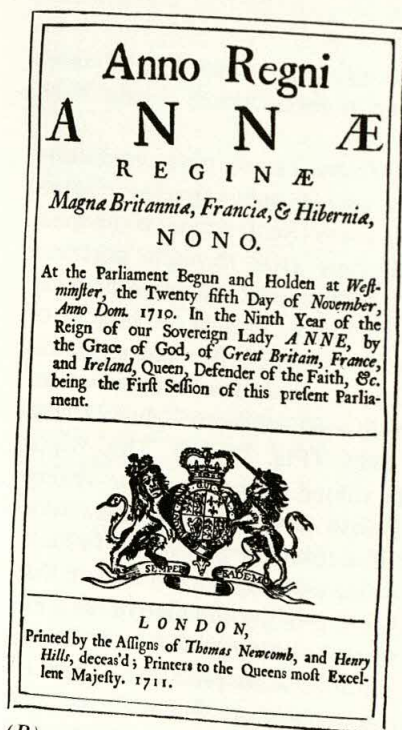 Anno Regni
ANNÆ
REGINÆ
Magnæ Britanniæ, Franciæ, & Hiberniæ,
NONO.
At the Parliament Begun and Holden at Weſt-
minſter, the Twenty fifth Day of November,
Anno Dom. 1710. In the Ninth Year of the
Reign of our Sovereign Lady ANNE, by
the Grace of God, of Great Britain, France,
and Ireland, Queen, Defender of the Faith, &c.
being the Firſt Seſſion of this preſent Parlia-
ment.
SEMPER EADEM
LONDON,
Printed by the Aſſigns of Thomas Newcomb, and Henry
Hills, deceas'd; Printers to the Queens moſt Excel-
lent Majeſty. 1711.